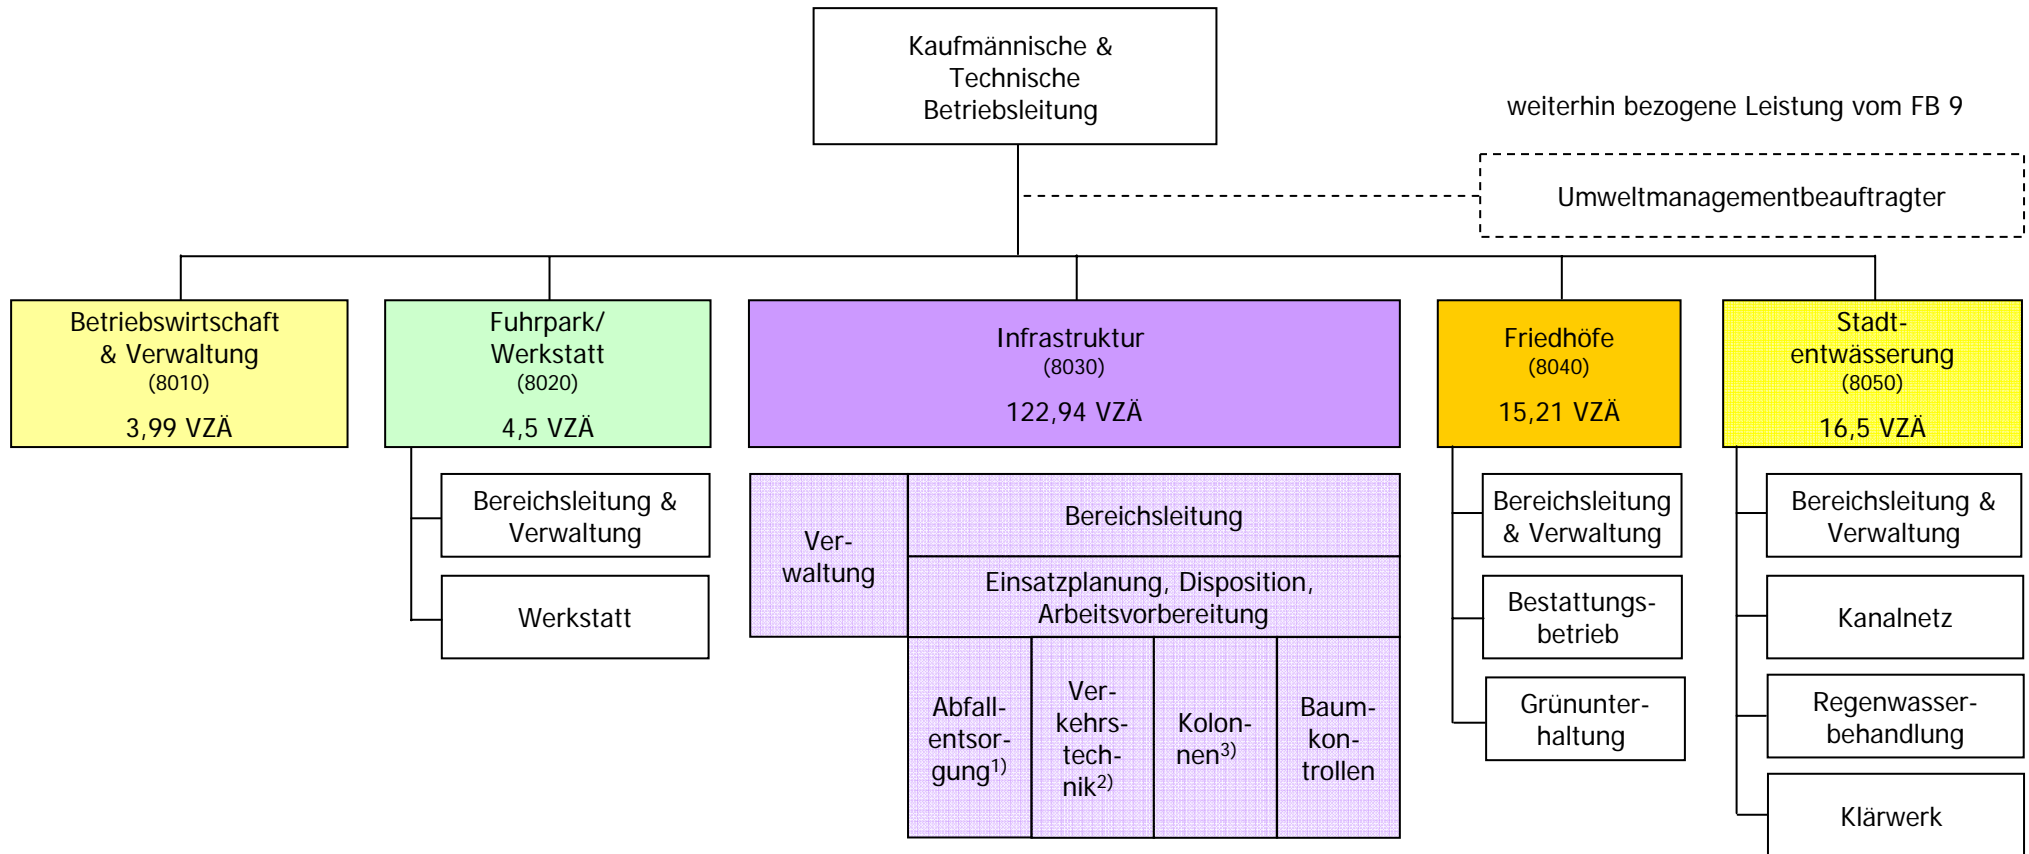 Kaufmännische &
Technische
Betriebsleitung
weiterhin bezogene Leistung vom FB 9
Umweltmanagementbeauftragter
Betriebswirtschaft
& Verwaltung
(8010)
3,99 VZÄ
Fuhrpark/
Werkstatt
(8020)
4,5 VZÄ
Infrastruktur
(8030)
122,94 VZÄ
Friedhöfe
(8040)
15,21 VZÄ
Stadt-
entwässerung
(8050)
16,5 VZÄ
Bereichsleitung &
Verwaltung
Werkstatt
Ver-
waltung
Bereichsleitung
Einsatzplanung, Disposition,
Arbeitsvorbereitung
Abfall-
entsor-
gung1)
Ver-
kehrs-
tech-
nik2)
Kolon-
nen3)
Baum-
kon-
trollen
Bereichsleitung
& Verwaltung
Bestattungs-
betrieb
Grünunter-
haltung
Bereichsleitung &
Verwaltung
Kanalnetz
Regenwasser-
behandlung
Klärwerk